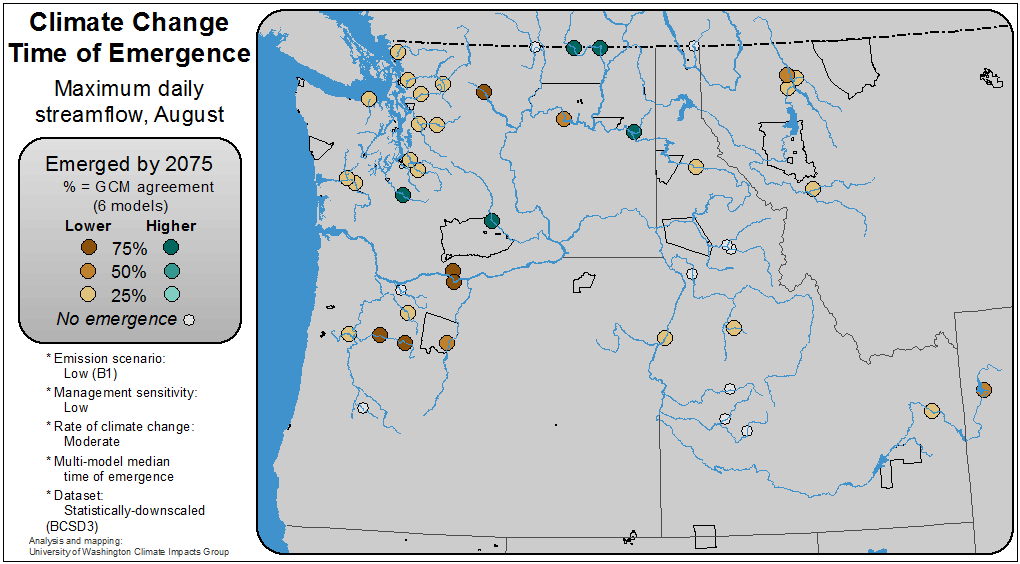 Climate Change
Time of Emergence
Maximum daily
streamflow, August
Emerged by 2075
% = GCM agreement
(6 models)
Lower Higher
75%
50%
25%
No emergence
* Emission scenario:
Low (B1)
* Management sensitivity:
Low
* Rate of climate change:
Moderate
* Multi-model median
time of emergence
* Dataset:
Statistically-downscaled
(BCSD3)
Analysis and mapping:
University of Washington Climate Impacts Group